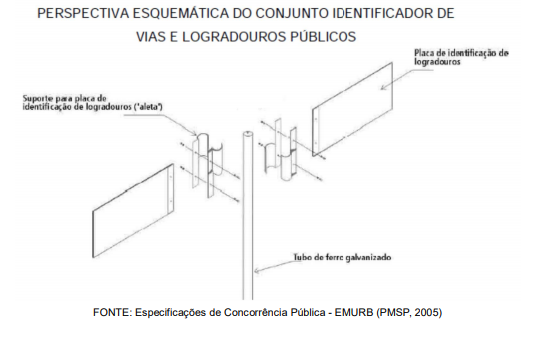 PERSPECTIVA ESQUEMÁTICA DO CONJUNTO IDENTIFICADOR DE
VIAS E LOGRADOUROS PÚBLICOS
Placa de identificação de
logradouros
Suporte para placa de
identificação de logradouros ("aleta")
Tubo de ferro galvanizado
FONTE: Especificações de Concorrência Pública - EMURB (PMSP, 2005)